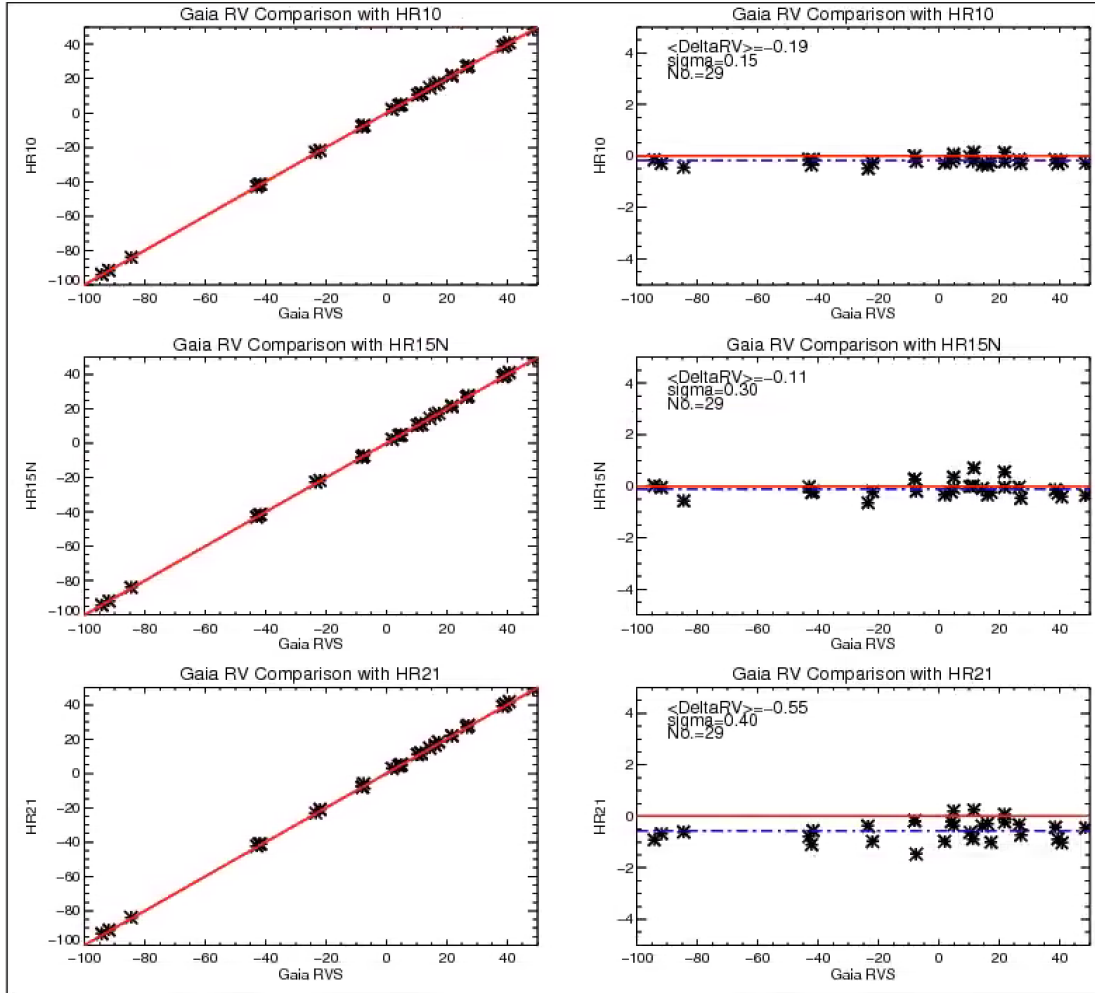 Gaia RV Comparison with HR10
40
20
0
−20
−40
−60
−80
−100
HR10
−100 −80 −60 −40 −20 0 20 40
Gaia RVS
Gaia RV Comparison with HR10
<DeltaRV>=−0.19
sigma=0.15
No.=29
4
2
0
−2
−4
HR10
−100 −80 −60 −40 −20 0 20 40
Gaia RVS
Gaia RV Comparison with HR15N
40
20
0
−20
−40
−60
−80
−100
HR15N
−100 −80 −60 −40 −20 0 20 40
Gaia RVS
Gaia RV Comparison with HR15N
<DeltaRV>=−0.11
sigma=0.30
No.=29
4
2
0
−2
−4
HR15N
−100 −80 −60 −40 −20 0 20 40
Gaia RVS
Gaia RV Comparison with HR21
40
20
0
−20
−40
−60
−80
−100
HR21
−100 −80 −60 −40 −20 0 20 40
Gaia RVS
Gaia RV Comparison with HR21
<DeltaRV>=−0.55
sigma=0.40
No.=29
4
2
0
−2
−4
HR21
−100 −80 −60 −40 −20 0 20 40
Gaia RVS